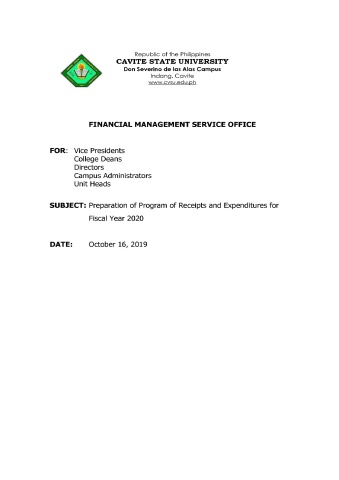 Republic of the Philippines
CAVITE STATE UNIVERSITY
Don Severino de las Alas Campus
Indang, Cavite
www.cvsu.edu.ph
FINANCIAL MANAGEMENT SERVICE OFFICE
FOR: Vice Presidents
College Deans
Directors
Campus Administrators
Unit Heads
SUBJECT: Preparation of Program of Receipts and Expenditures for
Fiscal Year 2020
DATE: October 16, 2019